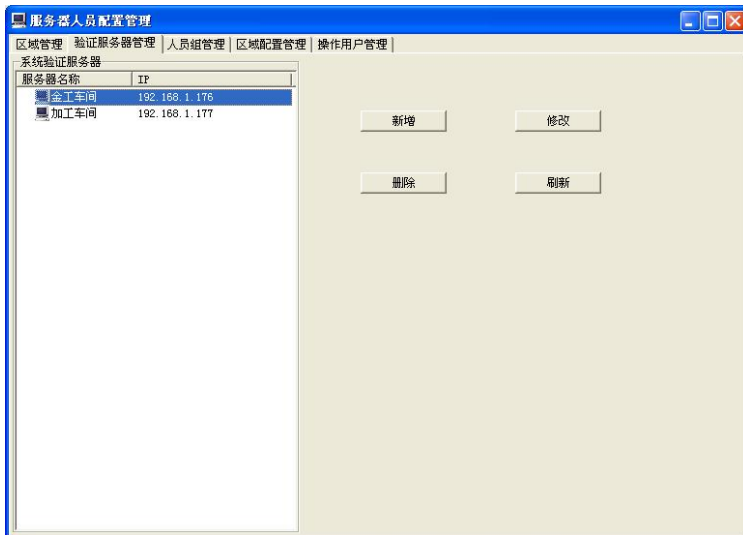 服务器人员配置管理
区域管理 验证服务器管理 人员组管理 区域配置管理 操作用户管理
系统验证服务器
服务器名称 IP
金工车间 192.168.1.176
加工车间 192.168.1.177
新增 修改
删除 刷新